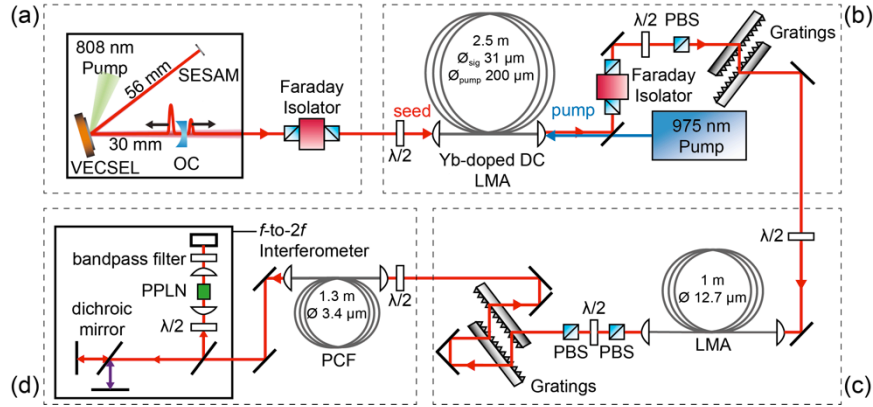 (a)
808 nm
Pump
56 mm
SESAM
30 mm
VECSEL
OC
Faraday
Isolator
(b)
seed
λ/2
2.5 m
Øsig 31 µm
Øpump 200 µm
Yb-doped DC
LMA
pump
Faraday
Isolator
λ/2 PBS
Gratings
975 nm
Pump
(c)
λ/2
1 m
Ø 12.7 µm
LMA
PBS
λ/2
PBS
Gratings
(d)
λ/2
1.3 m
Ø 3.4 µm
PCF
f-to-2f
Interferometer
bandpass filter
PPLN
λ/2
dichroic
mirror